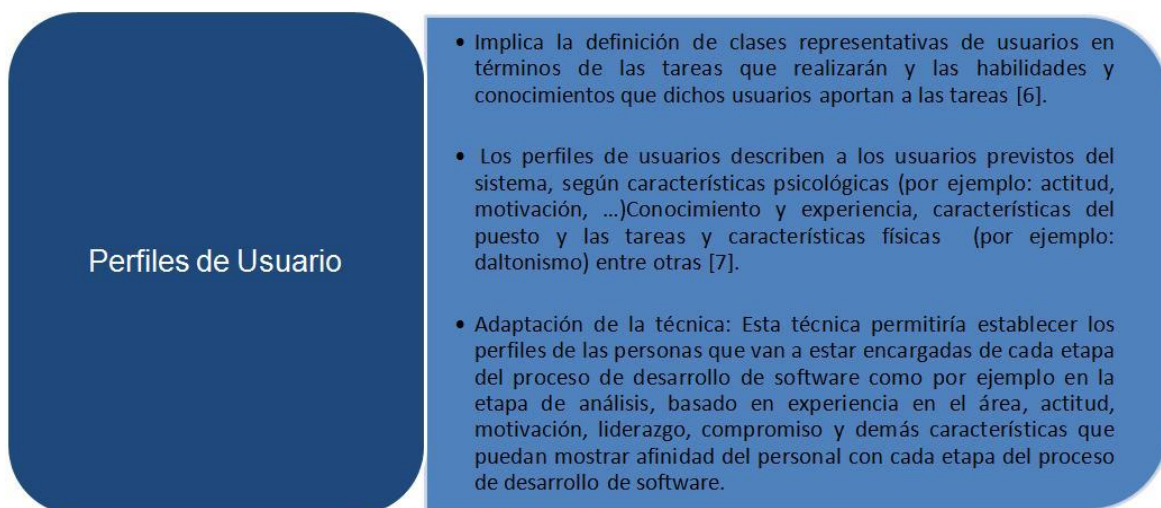 Perfiles de Usuario
• Implica la definición de clases representativas de usuarios en
términos de las tareas que realizarán y las habilidades y
conocimientos que dichos usuarios aportan a las tareas [6].
• Los perfiles de usuarios describen a los usuarios previstos del
sistema, según características psicológicas (por ejemplo: actitud,
motivación, ...)Conocimiento y experiencia, características del
puesto y las tareas y características físicas (por ejemplo:
daltonismo) entre otras [7].
• Adaptación de la técnica: Esta técnica permitiría establecer los
perfiles de las personas que van a estar encargadas de cada etapa
del proceso de desarrollo de software como por ejemplo en la
etapa de análisis, basado en experiencia en el área, actitud,
motivación, liderazgo, compromiso y demás características que
puedan mostrar afinidad del personal con cada etapa del proceso
de desarrollo de software.